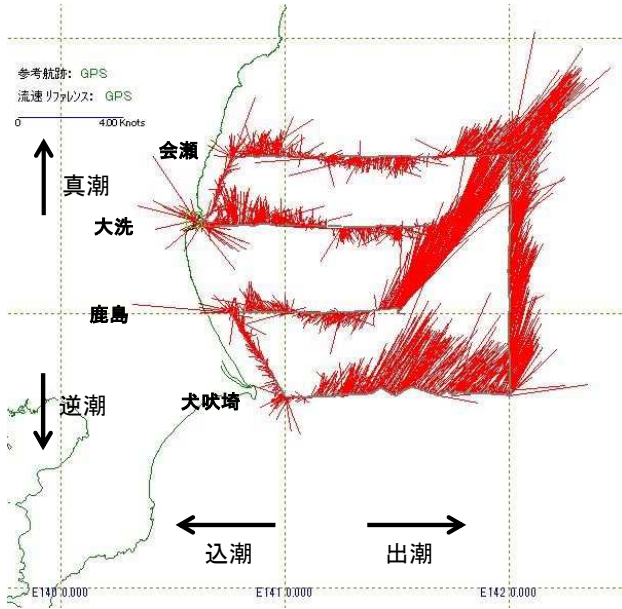 参考航跡: GPS
流速リファレンス: GPS
0 4.00 Knots
会瀬
真潮
大洗
鹿島
逆潮
犬吠埼
込潮
出潮
E140 0.000
E141 0.000
E142 0.000